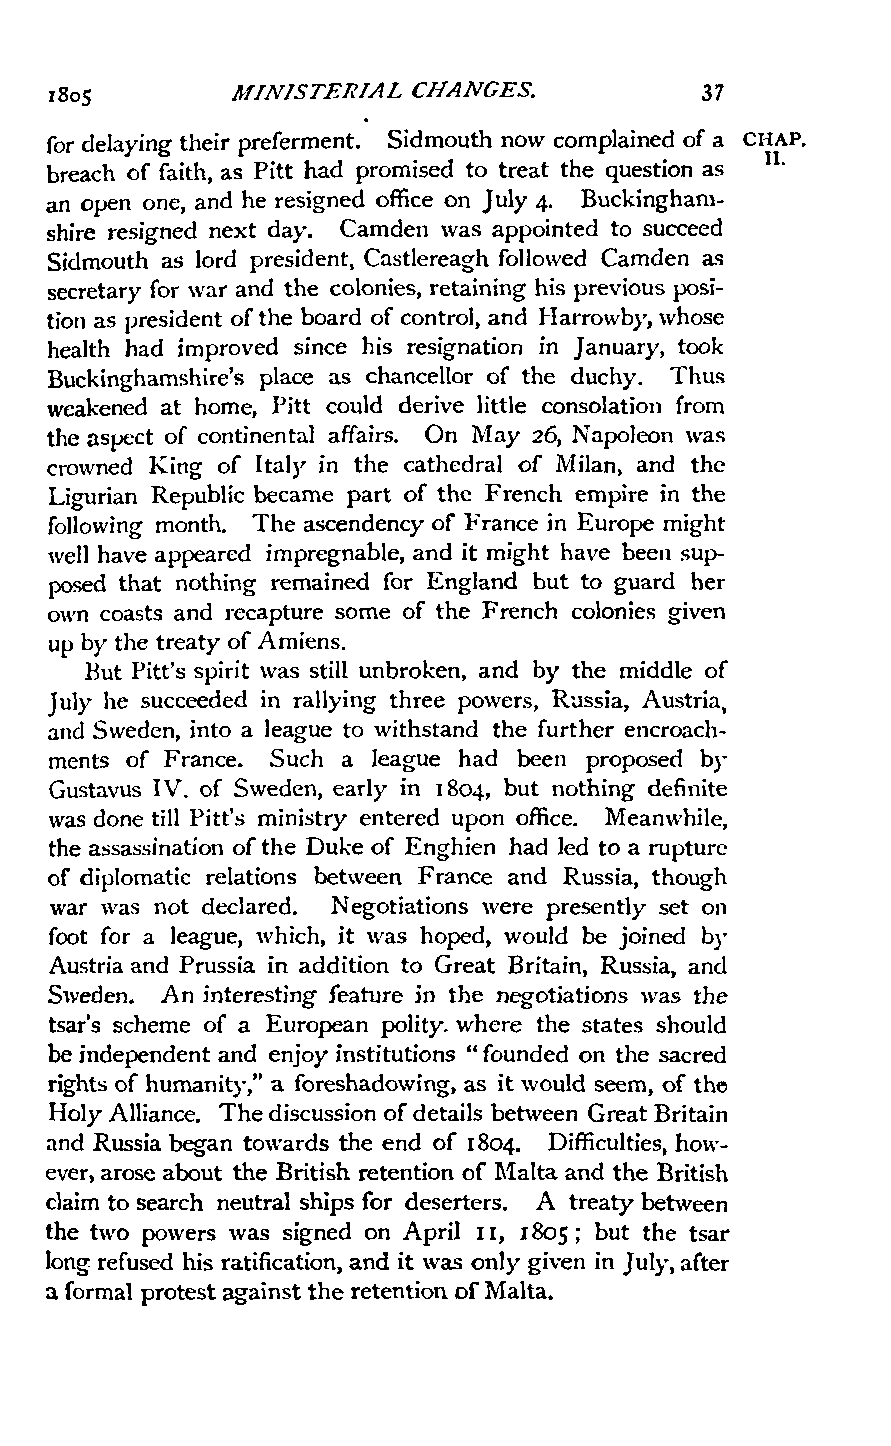 1805 MINISTERIAL CHANGES. 37
for delaying their preferment. Sidmouth now complained of a CHAP.
breach of faith, as Pitt had promised to treat the question as II.
an open one, and he resigned office on July 4. Buckingham-
shire resigned next day. Camden was appointed to succeed
Sidmouth as lord president, Castlereagh followed Camden as
secretary for war and the colonies, retaining his previous posi-
tion as president of the board of control, and Harrowby, whose
health had improved since his resignation in January, took
Buckinghamshire's place as chancellor of the duchy. Thus
weakened at home, Pitt could derive little consolation from
the aspect of continental affairs. On May 26, Napoleon was
crowned King of Italy in the cathedral of Milan, and the
Ligurian Republic became part of the French empire in the
following month. The ascendency of France in Europe might
well have appeared impregnable, and it might have been sup-
posed that nothing remained for England but to guard her
own coasts and recapture some of the French colonies given
up by the treaty of Amiens.
But Pitt's spirit was still unbroken, and by the middle of
July he succeeded in rallying three powers, Russia, Austria,
and Sweden, into a league to withstand the further encroach-
ments of France. Such a league had been proposed by
Gustavus IV. of Sweden, early in 1804, but nothing definite
was done till Pitt's ministry entered upon office. Meanwhile,
the assassination of the Duke of Enghien had led to a rupture
of diplomatic relations between France and Russia, though
war was not declared. Negotiations were presently set on
foot for a league, which, it was hoped, would be joined by
Austria and Prussia in addition to Great Britain, Russia, and
Sweden. An interesting feature in the negotiations was the
tsar's scheme of a European polity. where the states should
be independent and enjoy institutions "founded on the sacred
rights of humanity," a foreshadowing, as it would seem, of the
Holy Alliance. The discussion of details between Great Britain
and Russia began towards the end of 1804. Difficulties, how-
ever, arose about the British retention of Malta and the British
claim to search neutral ships for deserters. A treaty between
the two powers was signed on April 11, 1805; but the tsar
long refused his ratification, and it was only given in July, after
a formal protest against the retention of Malta.